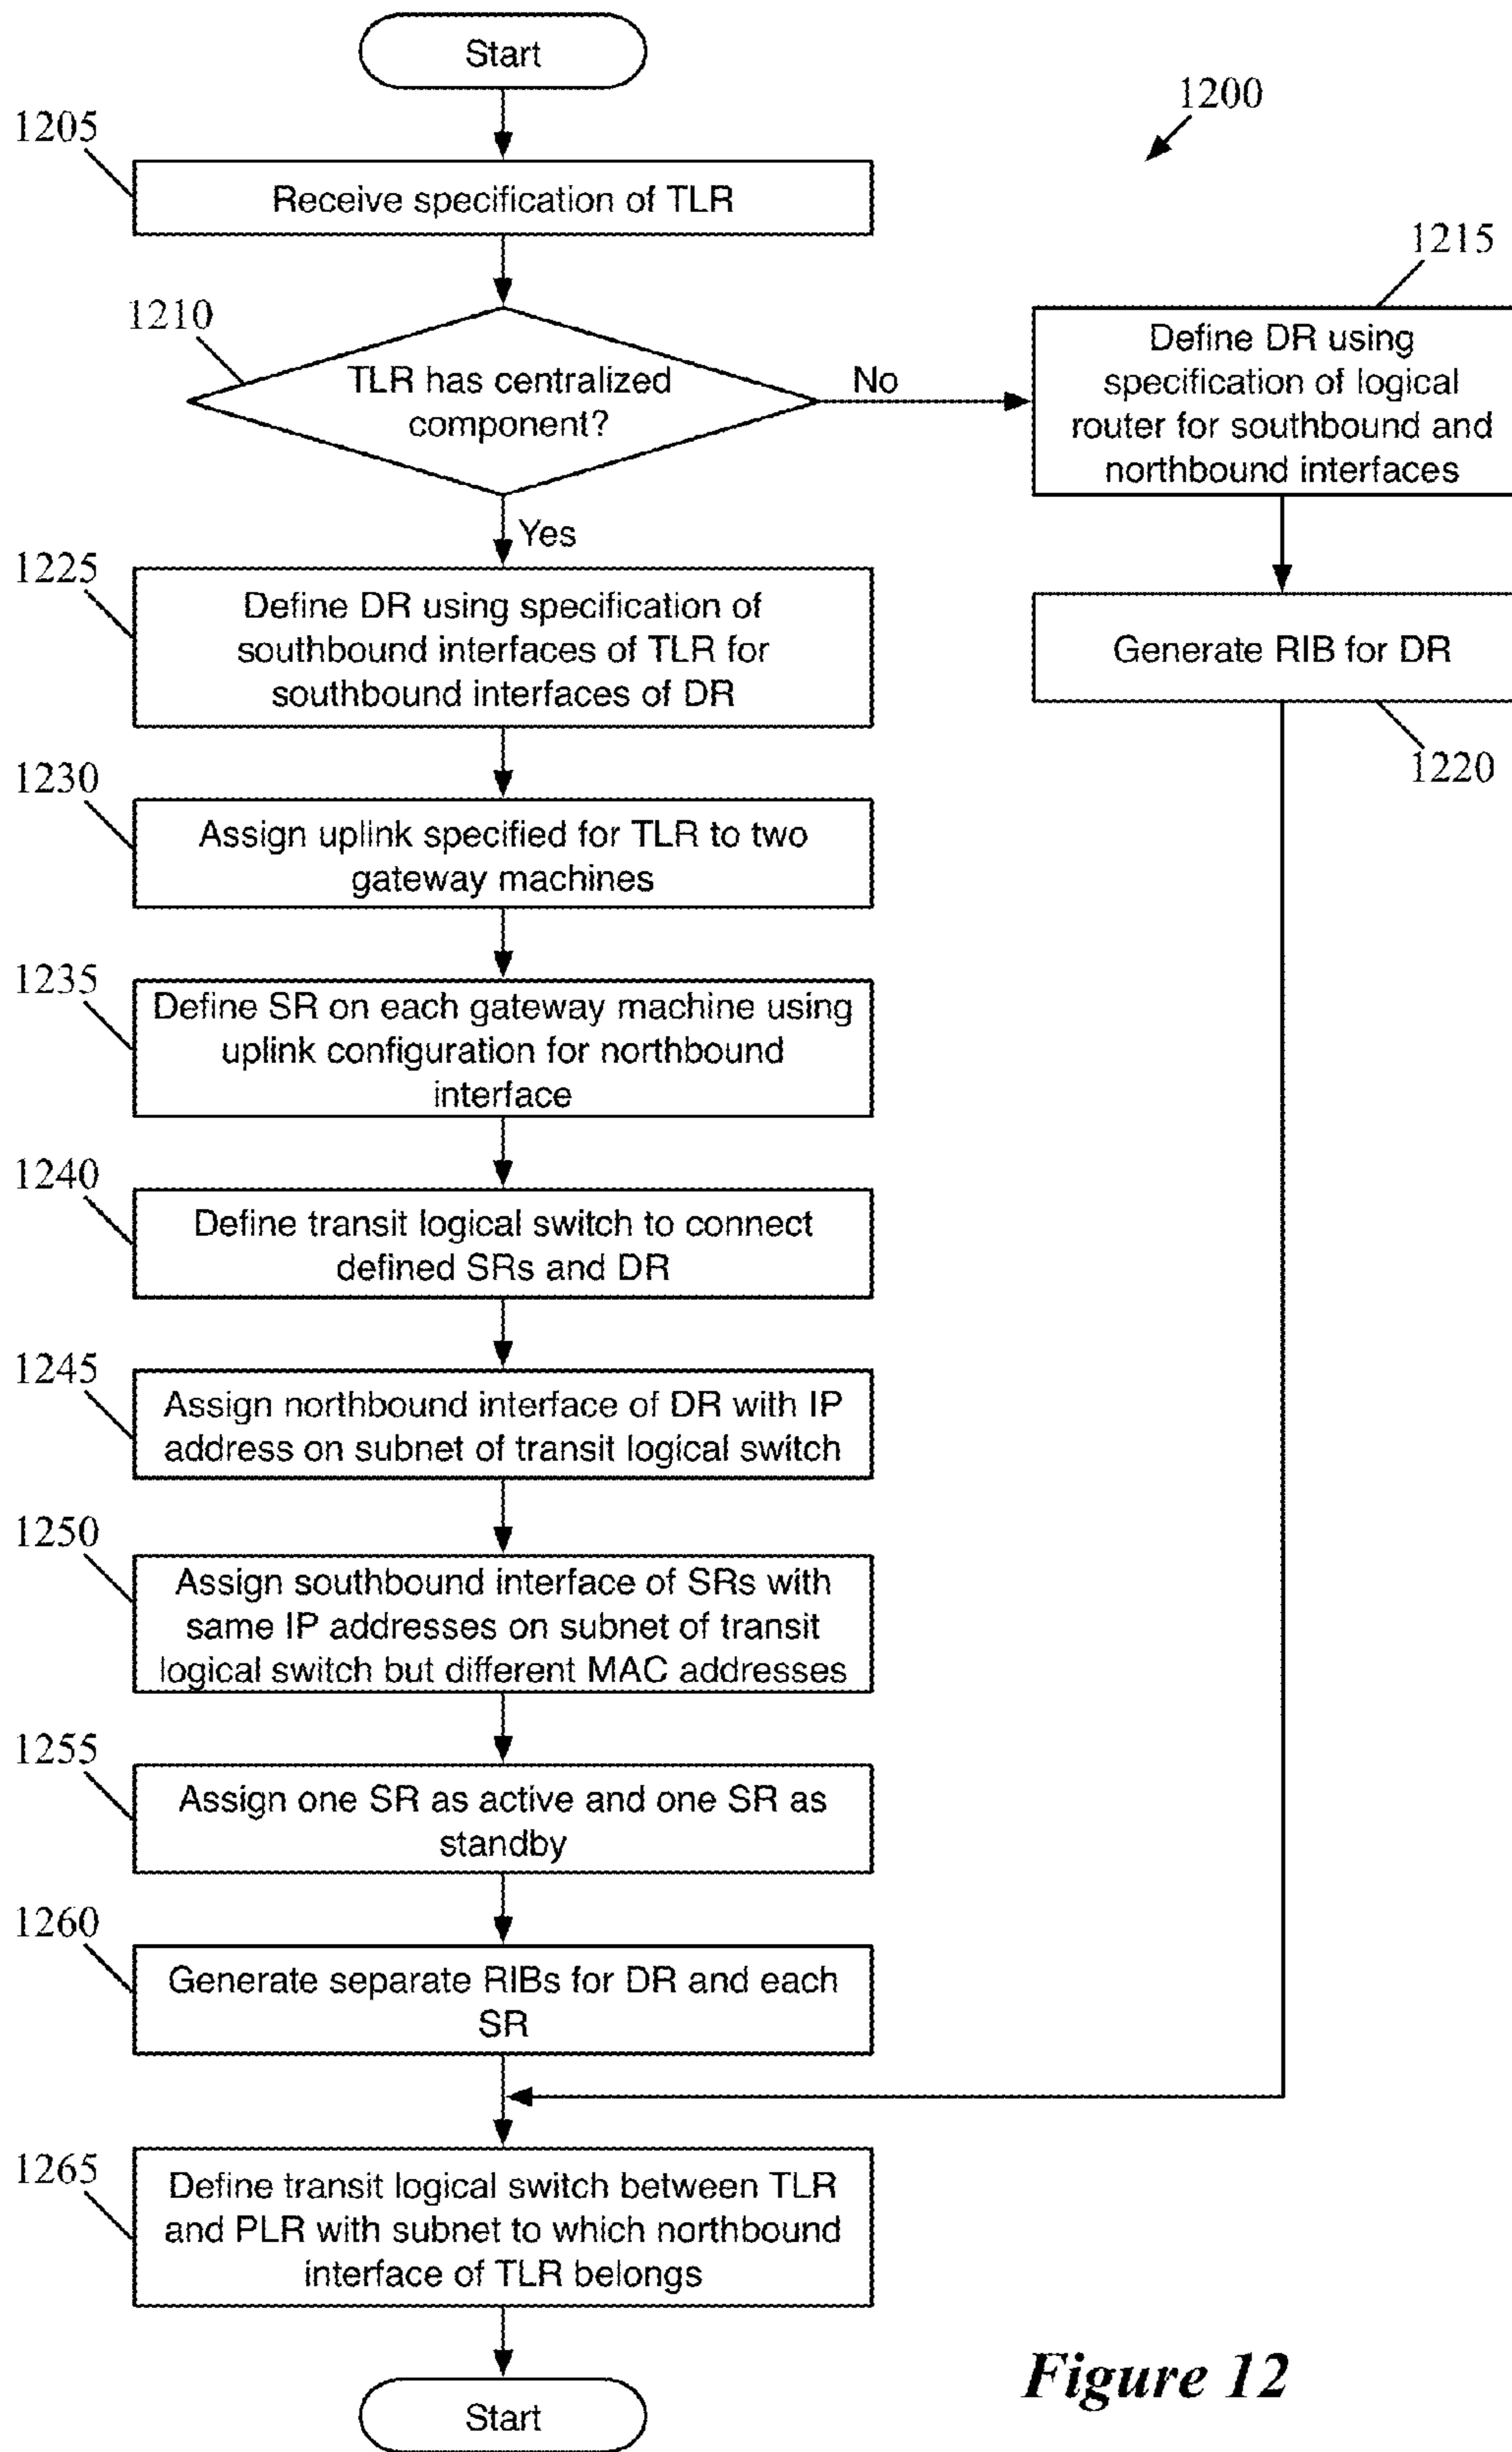 Start
1200
1205
Receive specification of TLR
1210
TLR has centralized
component?
No
Yes
1215
Define DR using
specification of logical
router for southbound and
northbound interfaces
Generate RIB for DR
1220
1225
Define DR using specification of
southbound interfaces of TLR for
southbound interfaces of DR
1230
Assign uplink specified for TLR to two
gateway machines
1235
Define SR on each gateway machine using
uplink configuration for northbound
interface
1240
Define transit logical switch to connect
defined SRs and DR
1245
Assign northbound interface of DR with IP
address on subnet of transit logical switch
1250
Assign southbound interface of SRs with
same IP addresses on subnet of transit
logical switch but different MAC addresses
1255
Assign one SR as active and one SR as
standby
1260
Generate separate RIBs for DR and each
SR
1265
Define transit logical switch between TLR
and PLR with subnet to which northbound
interface of TLR belongs
Start
Figure 12